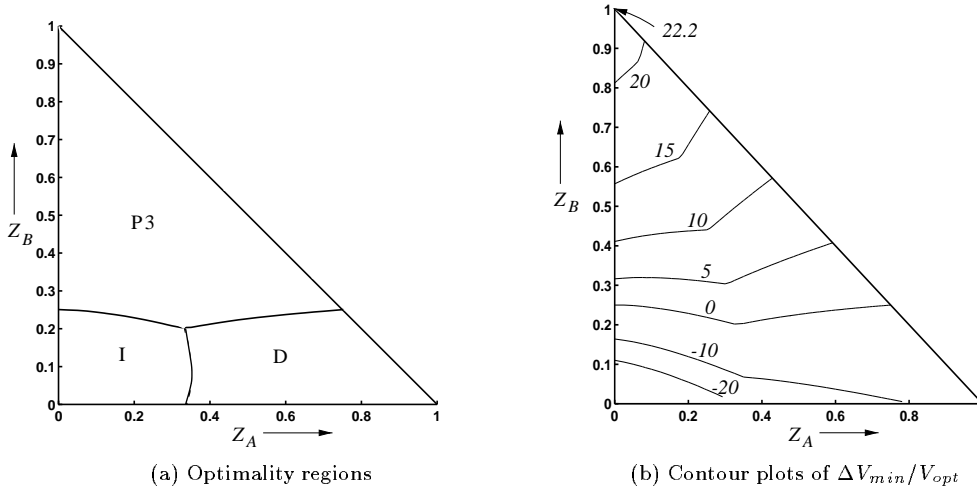 1
0.9
0.8
0.7
0.6
0.5
0.4
0.3
0.2
0.1
0
Z_B
P3
I
D
0 0.2 0.4 0.6 0.8 1
Z_A
(a) Optimality regions
1
0.9
0.8
0.7
0.6
0.5
0.4
0.3
0.2
0.1
0
Z_B
22.2
20
15
10
5
0
-10
-20
0 0.2 0.4 0.6 0.8
Z_A
(b) Contour plots of ΔV_min/V_opt